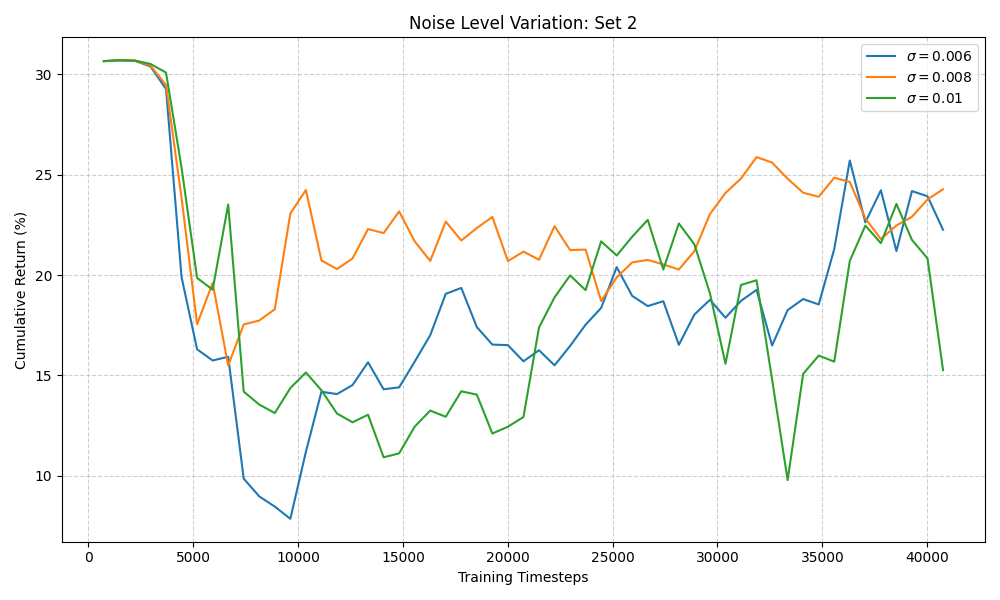 Noise Level Variation: Set 2
σ = 0.006
σ = 0.008
σ = 0.01
Cumulative Return (%)
30
25
20
15
10
0 5000 10000 15000 20000 25000 30000 35000 40000
Training Timesteps